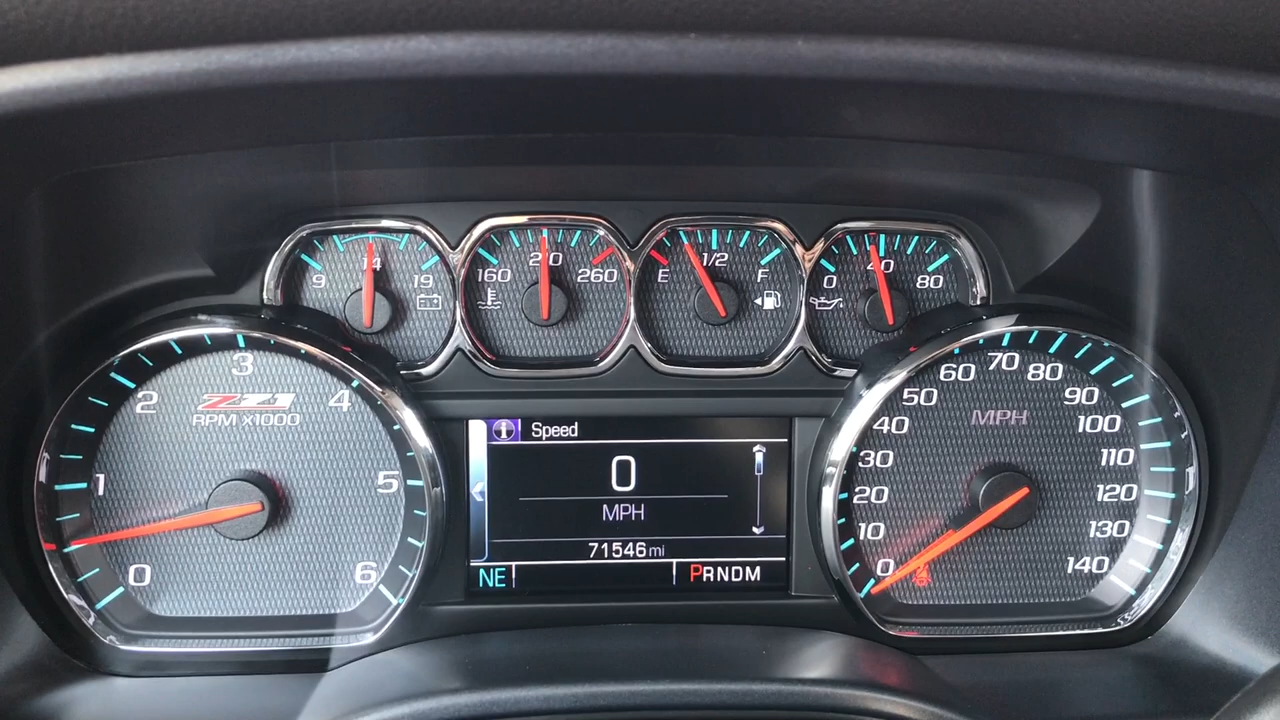 9 14 19
160 210 260
E 1/2 F
0 40 80
3
2 4
Z71
RPM X1000
1 5
0 6
i Speed
0
MPH
71546 mi
NE PRNDM
70
60 80
50 90
MPH
40 100
30 110
20 120
10 130
0 140